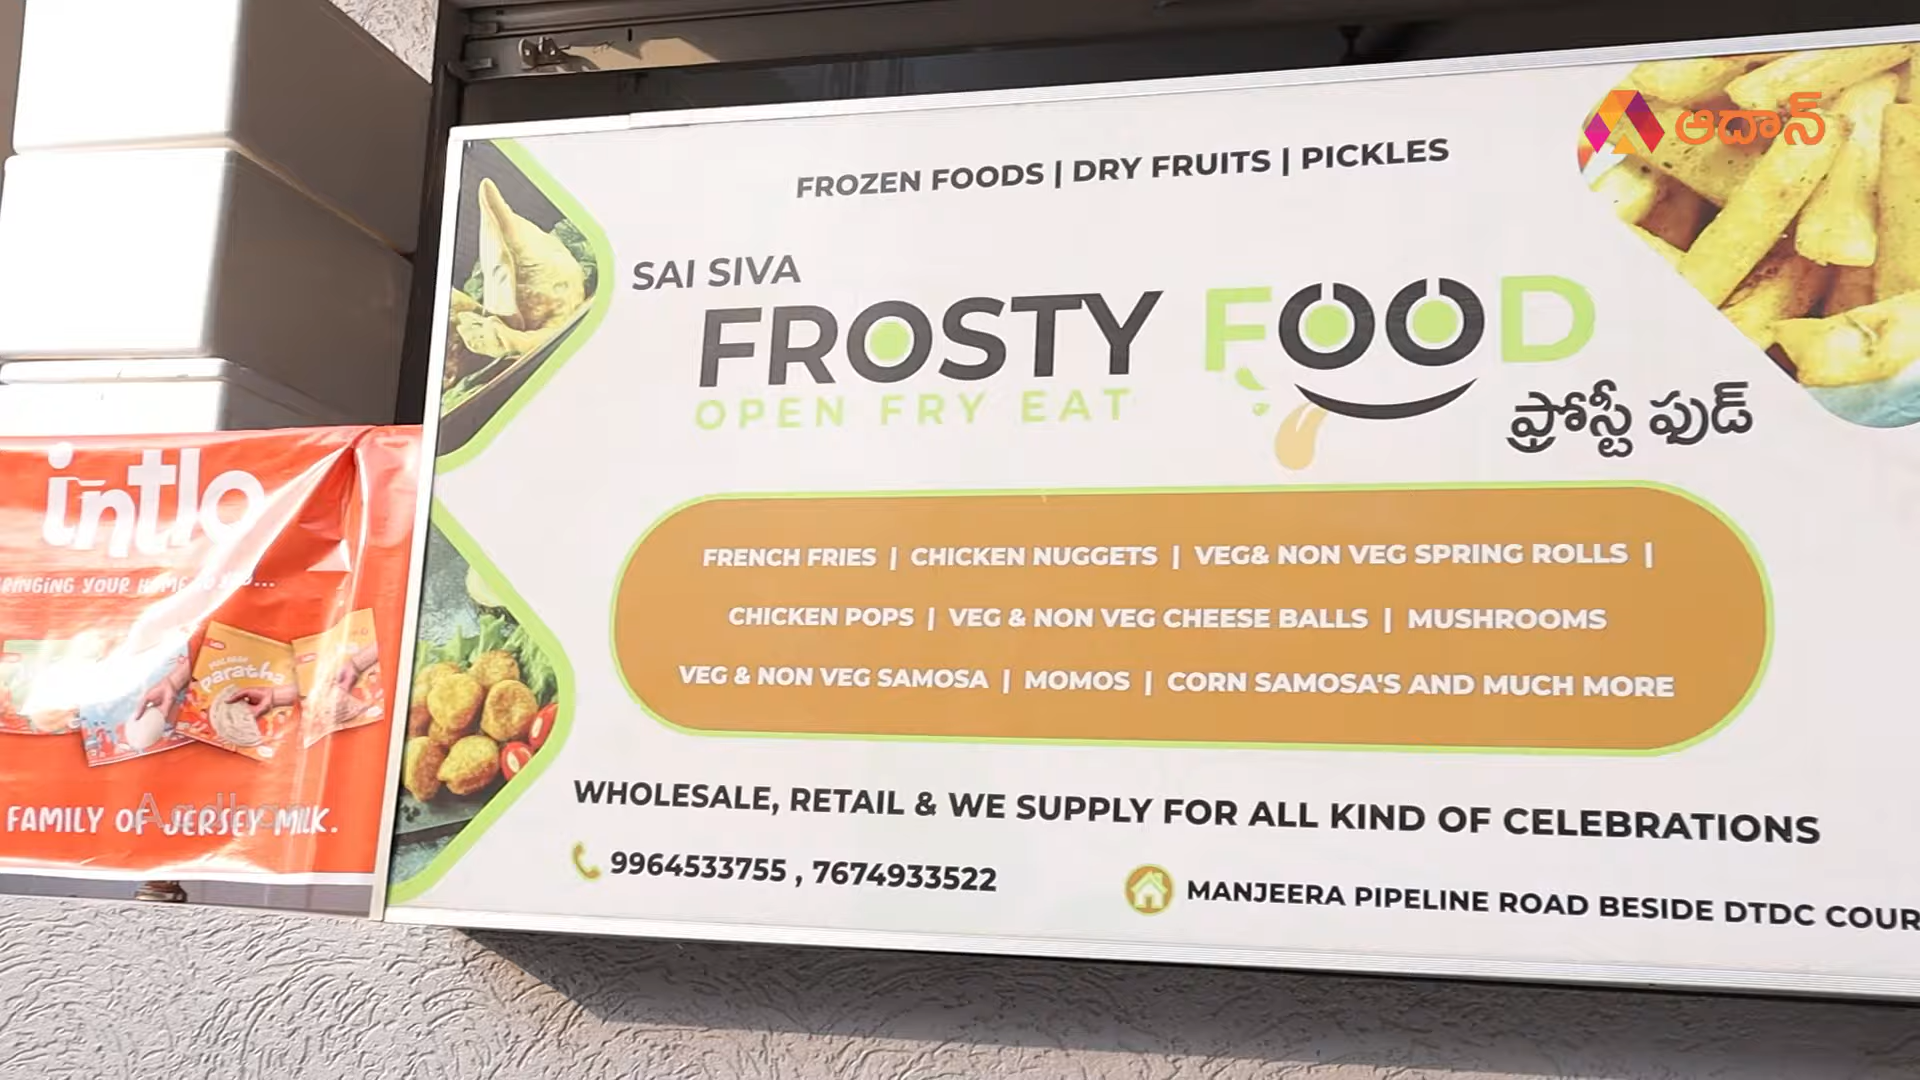 ఆదాన్
FROZEN FOODS | DRY FRUITS | PICKLES
SAI SIVA
FROSTY FOOD
OPEN FRY EAT
ఫ్రోస్టీ ఫుడ్
FRENCH FRIES | CHICKEN NUGGETS | VEG& NON VEG SPRING ROLLS |
CHICKEN POPS | VEG & NON VEG CHEESE BALLS | MUSHROOMS
VEG & NON VEG SAMOSA | MOMOS | CORN SAMOSA'S AND MUCH MORE
WHOLESALE, RETAIL & WE SUPPLY FOR ALL KIND OF CELEBRATIONS
9964533755 , 7674933522
MANJEERA PIPELINE ROAD BESIDE DTDC COUR
intlo
RINGING YOUR
paratha
FAMILY OF JERSEY MILK.
Aadhan